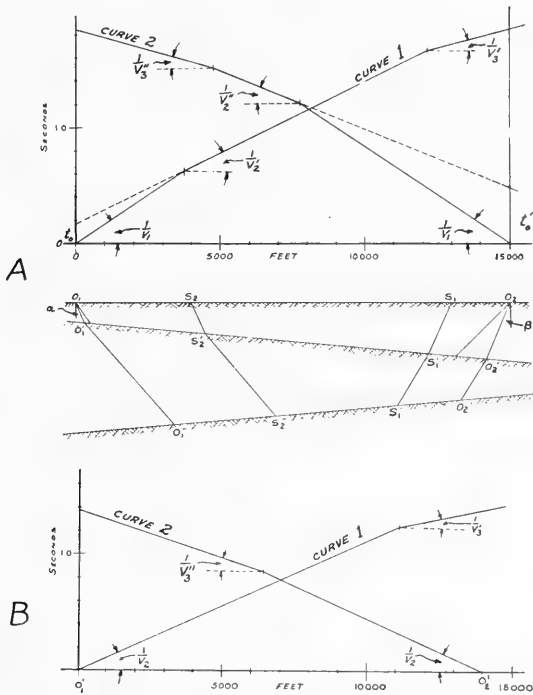 CURVE 2
CURVE 1
1/V₃″
1/V₃′
1/V₂″
SECONDS
1.0
1/V₂′
t₀
1/V₁
1/V₁
t₀′
0
0
5000
FEET
10000
15000
A
O₁
S₂
S₁
O₂
α
β
O₁′
S₂′
S₁′
O₂′
O₁″
S₂″
S₁″
O₂″
CURVE 2
CURVE 1
1/V₃′
SECONDS
1.0
1/V₃″
B
1/V₂
1/V₂
O₁′
5000
FEET
10000
O₂′
15000